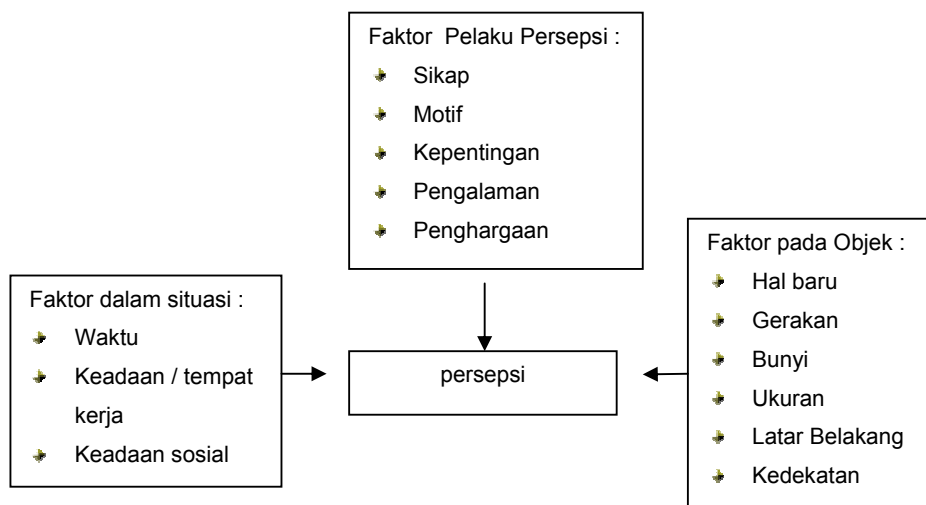 Faktor Pelaku Persepsi :
Sikap
Motif
Kepentingan
Pengalaman
Penghargaan
Faktor dalam situasi :
Waktu
Keadaan / tempat
kerja
Keadaan sosial
persepsi
Faktor pada Objek :
Hal baru
Gerakan
Bunyi
Ukuran
Latar Belakang
Kedekatan